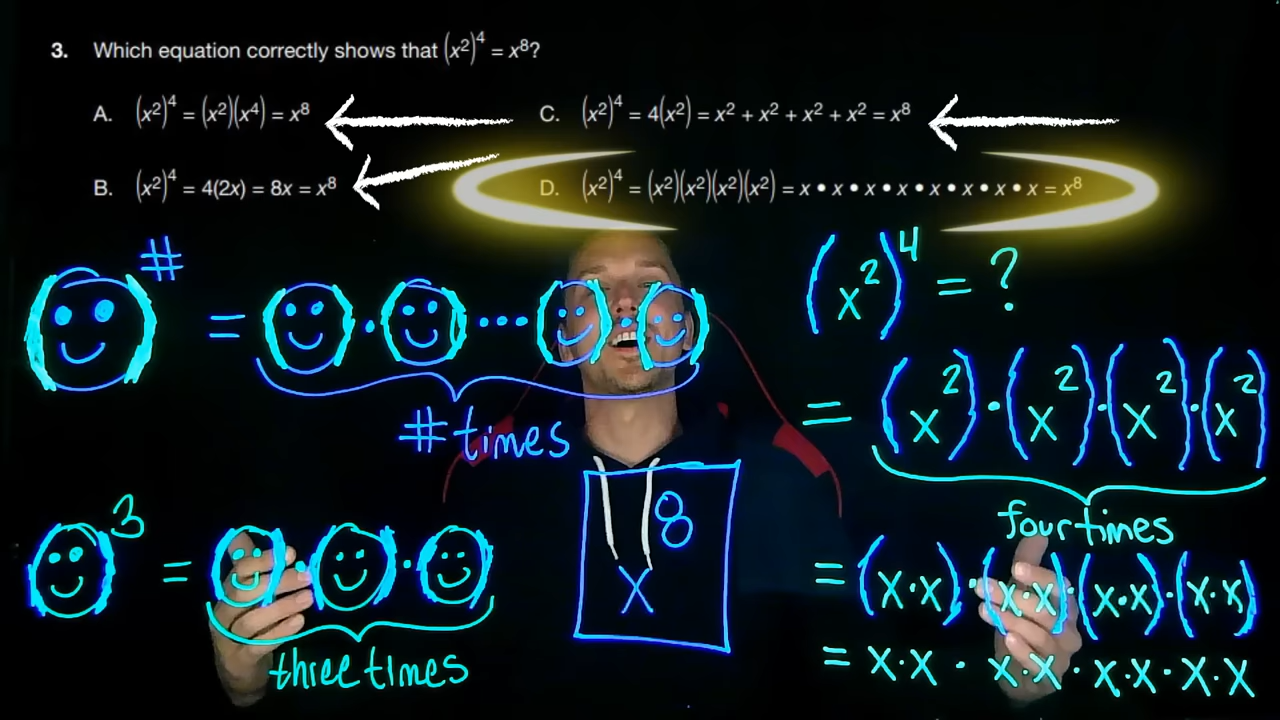 3. Which equation correctly shows that (x²)⁴ = x⁸?
A. (x²)⁴ = (x²)(x⁴) = x⁸
B. (x²)⁴ = 4(2x) = 8x = x⁸
C. (x²)⁴ = 4(x²) = x² + x² + x² + x² = x⁸
D. (x²)⁴ = (x²)(x²)(x²)(x²) = x • x • x • x • x • x • x • x = x⁸
(☺)^# = (☺)·(☺)···(☺)·(☺)
# times
(☺)³ = (☺)·(☺)·(☺)
three times
x⁸
(x²)⁴ = ?
= (x²)·(x²)·(x²)·(x²)
four times
= (x·x)·(x·x)·(x·x)·(x·x)
= x·x · x·x · x·x · x·x